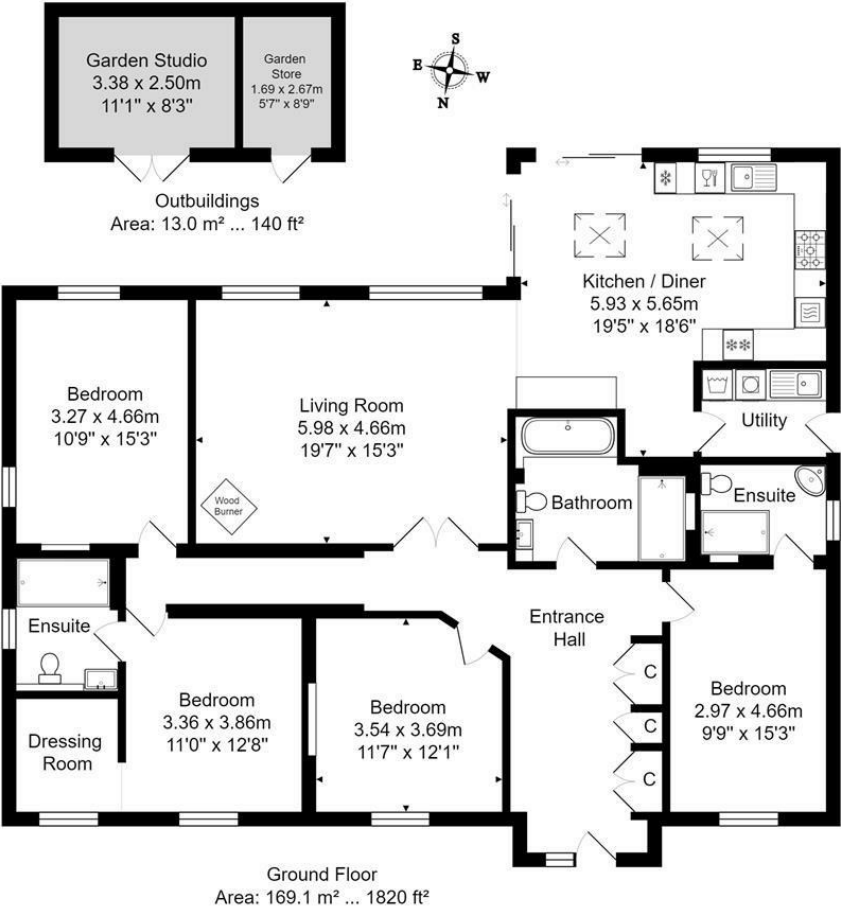 Garden Studio
3.38 x 2.50m
11'1" x 8'3"
Garden
Store
1.69 x 2.67m
5'7" x 8'9"
S
E
W
N
Outbuildings
Area: 13.0 m² ... 140 ft²
Kitchen / Diner
5.93 x 5.65m
19'5" x 18'6"
Bedroom
3.27 x 4.66m
10'9" x 15'3"
Living Room
5.98 x 4.66m
19'7" x 15'3"
Wood
Burner
Utility
Bathroom
Ensuite
Ensuite
Entrance
Hall
Bedroom
3.36 x 3.86m
11'0" x 12'8"
Bedroom
3.54 x 3.69m
11'7" x 12'1"
C
C
C
Bedroom
2.97 x 4.66m
9'9" x 15'3"
Dressing
Room
Ground Floor
Area: 169.1 m² ... 1820 ft²